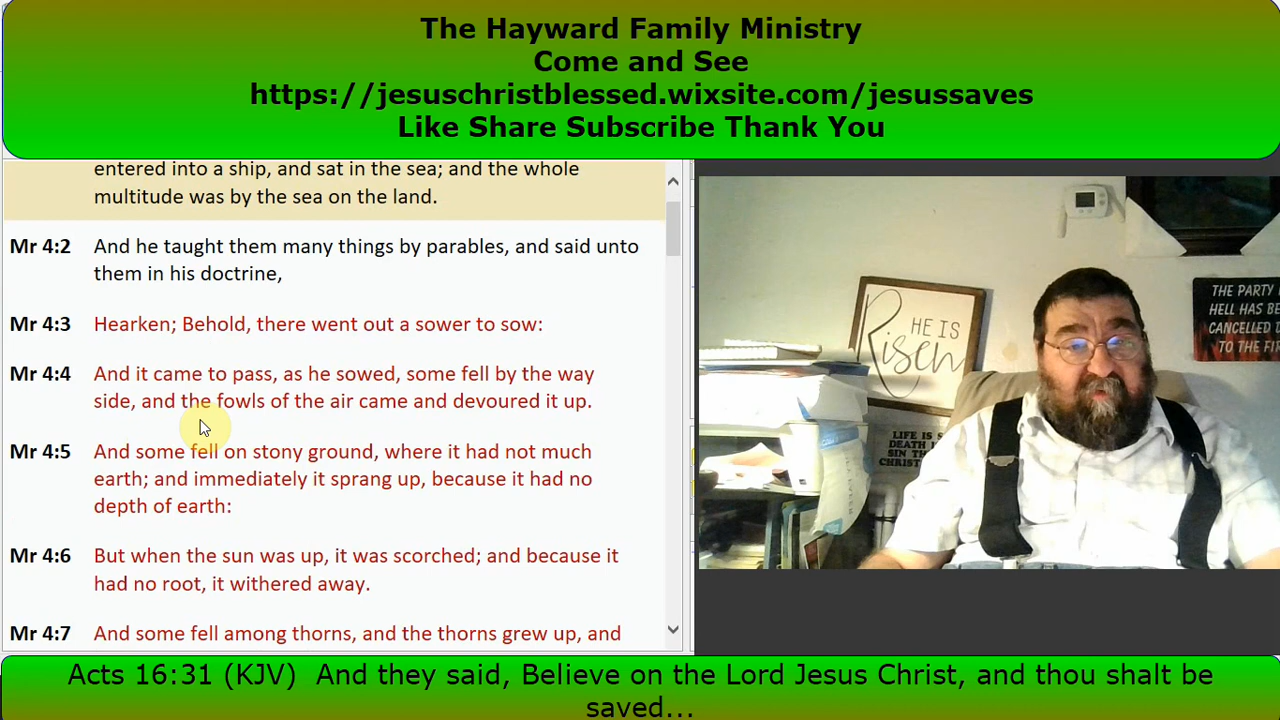 The Hayward Family Ministry
Come and See
https://jesuschristblessed.wixsite.com/jesussaves
Like Share Subscribe Thank You
entered into a ship, and sat in the sea; and the whole
multitude was by the sea on the land.
Mr 4:2 And he taught them many things by parables, and said unto
them in his doctrine,
Mr 4:3 Hearken; Behold, there went out a sower to sow:
Mr 4:4 And it came to pass, as he sowed, some fell by the way
side, and the fowls of the air came and devoured it up.
Mr 4:5 And some fell on stony ground, where it had not much
earth; and immediately it sprang up, because it had no
depth of earth:
Mr 4:6 But when the sun was up, it was scorched; and because it
had no root, it withered away.
Mr 4:7 And some fell among thorns, and the thorns grew up, and
HE IS
Risen
THE PARTY
HELL HAS BE
CANCELLED D
TO THE FIR
LIFE IS
DEATH
SIN TH
CHRIST
Acts 16:31 (KJV) And they said, Believe on the Lord Jesus Christ, and thou shalt be
saved...